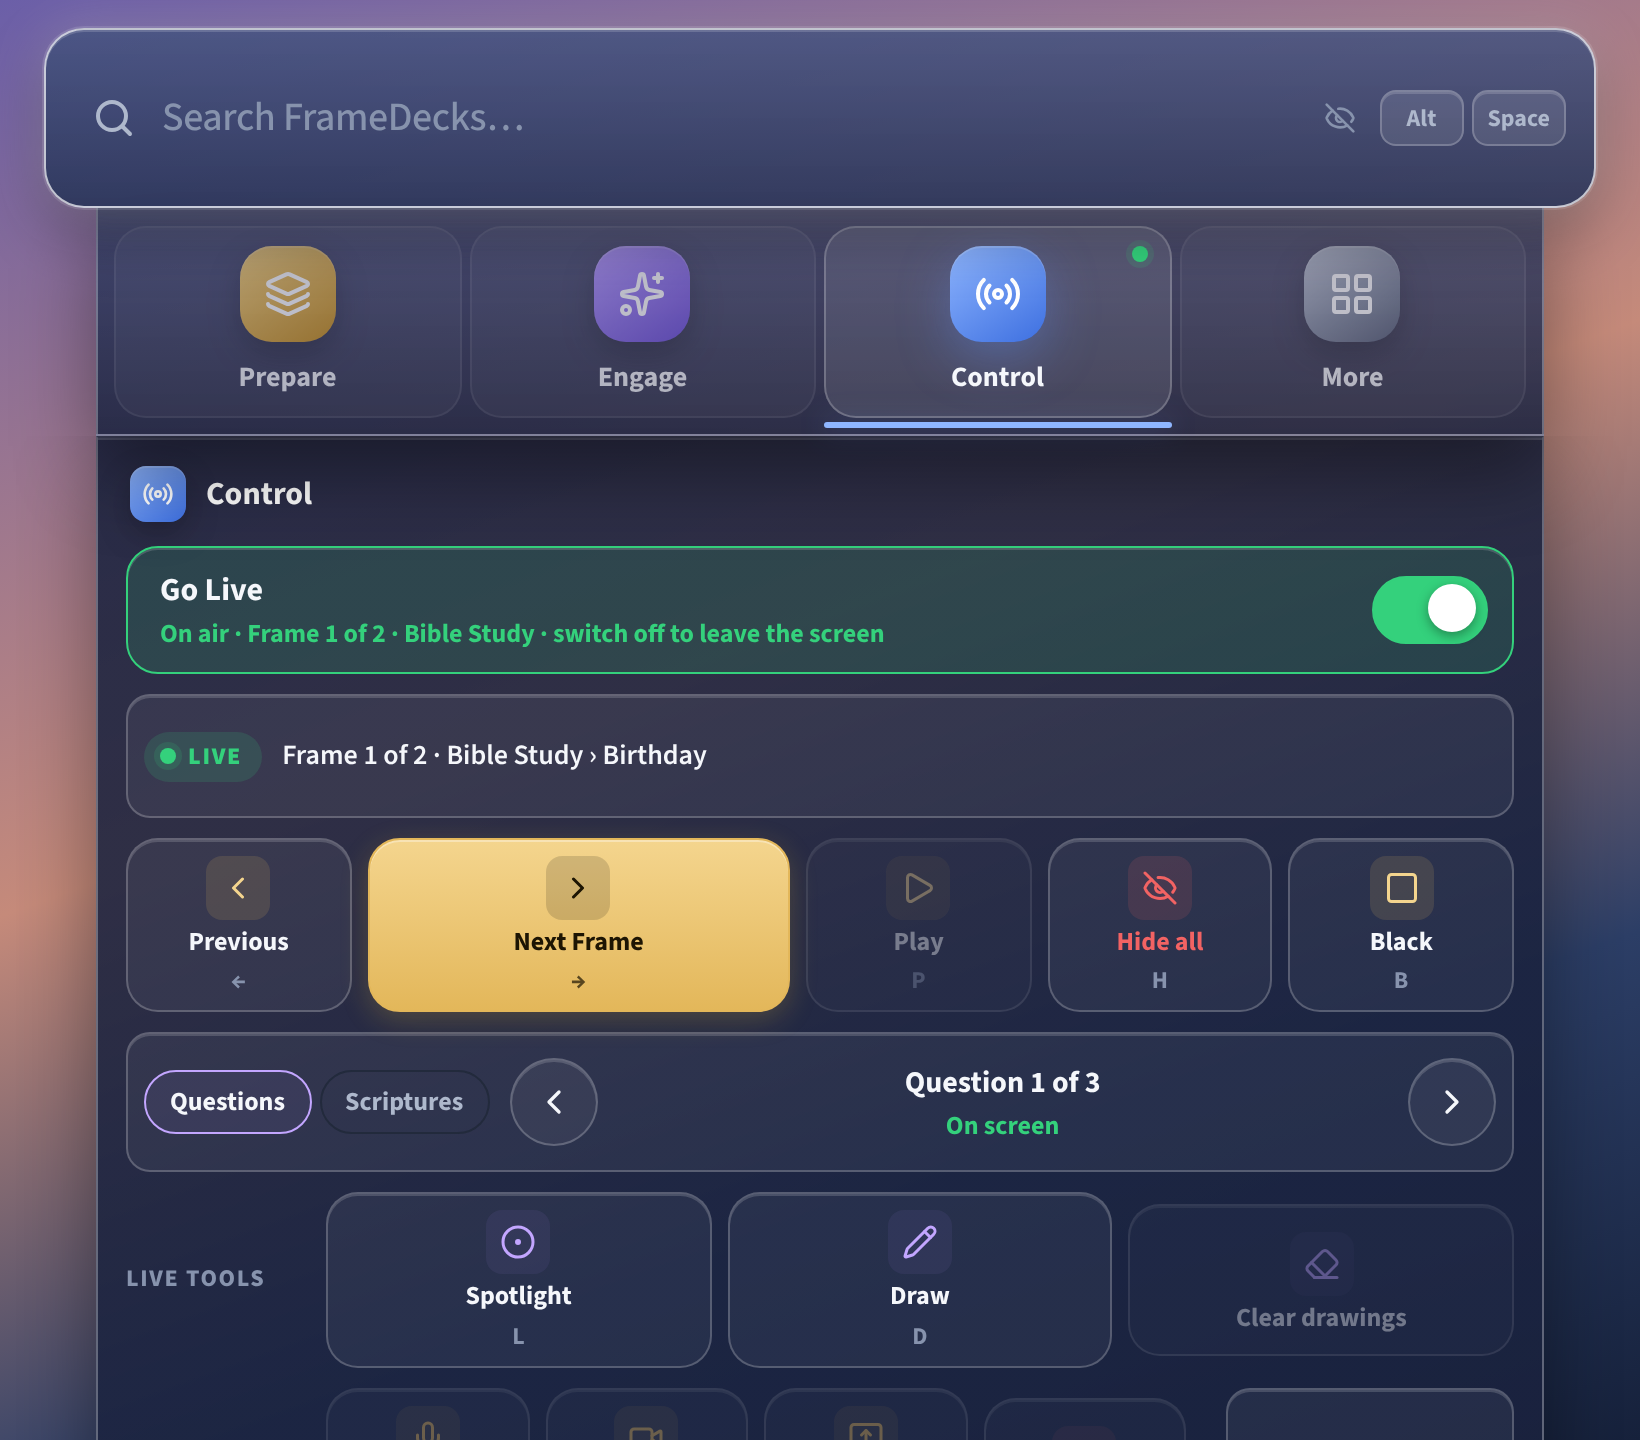 Search FrameDecks...
Alt
Space
Prepare
Engage
Control
More
Control
Go Live
On air · Frame 1 of 2 · Bible Study · switch off to leave the screen
LIVE
Frame 1 of 2 · Bible Study › Birthday
Previous
←
Next Frame
→
Play
P
Hide all
H
Black
B
Questions
Scriptures
Question 1 of 3
On screen
LIVE TOOLS
Spotlight
L
Draw
D
Clear drawings